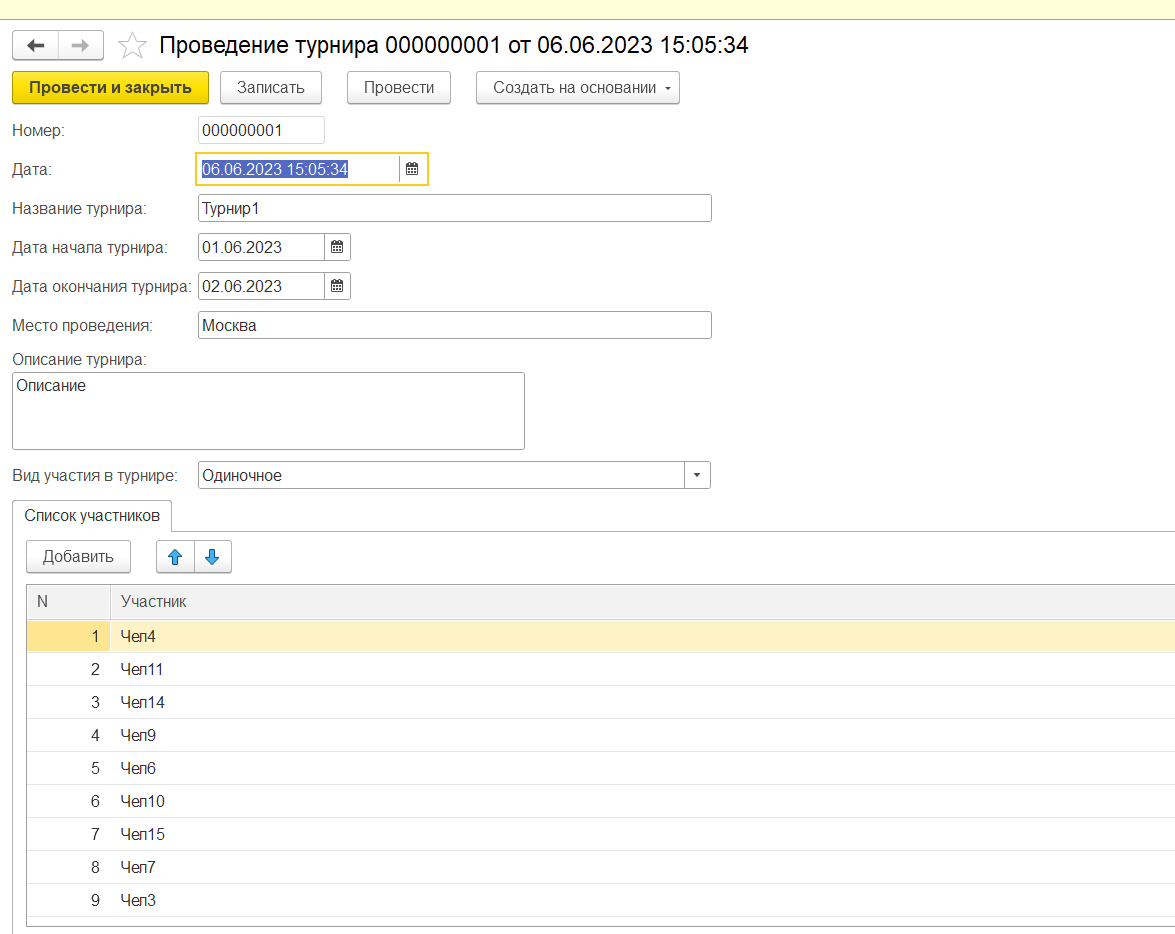 Проведение турнира 000000001 от 06.06.2023 15:05:34
Провести и закрыть Записать Провести Создать на основании
Номер: 000000001
Дата: 06.06.2023 15:05:34
Название турнира: Турнир1
Дата начала турнира: 01.06.2023
Дата окончания турнира: 02.06.2023
Место проведения: Москва
Описание турнира:
Описание
Вид участия в турнире: Одиночное
Список участников
Добавить
N Участник
1 Чел4
2 Чел11
3 Чел14
4 Чел9
5 Чел6
6 Чел10
7 Чел15
8 Чел7
9 Чел3